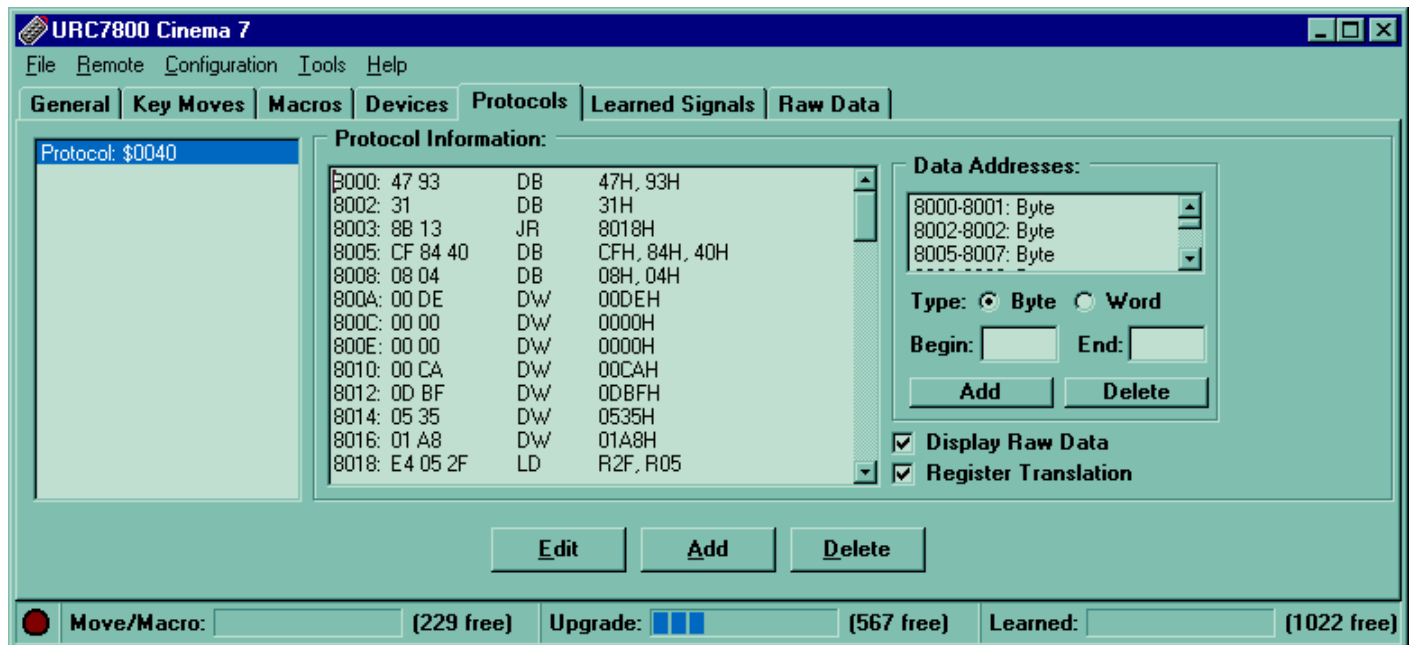 URC7800 Cinema 7
File Remote Configuration Tools Help
General Key Moves Macros Devices Protocols Learned Signals Raw Data
Protocol: $0040
Protocol Information:
8000: 47 93 DB 47H, 93H
8002: 31 DB 31H
8003: 8B 13 JR 8018H
8005: CF 84 40 DB CFH, 84H, 40H
8008: 08 04 DB 08H, 04H
800A: 00 DE DW 00DEH
800C: 00 00 DW 0000H
800E: 00 00 DW 0000H
8010: 00 CA DW 00CAH
8012: 0D BF DW 0DBFH
8014: 05 35 DW 0535H
8016: 01 A8 DW 01A8H
8018: E4 05 2F LD R2F, R05
Data Addresses:
8000-8001: Byte
8002-8002: Byte
8005-8007: Byte
Type: Byte Word
Begin: End:
Add Delete
Display Raw Data
Register Translation
Edit Add Delete
Move/Macro: (229 free) Upgrade: (567 free) Learned: (1022 free)